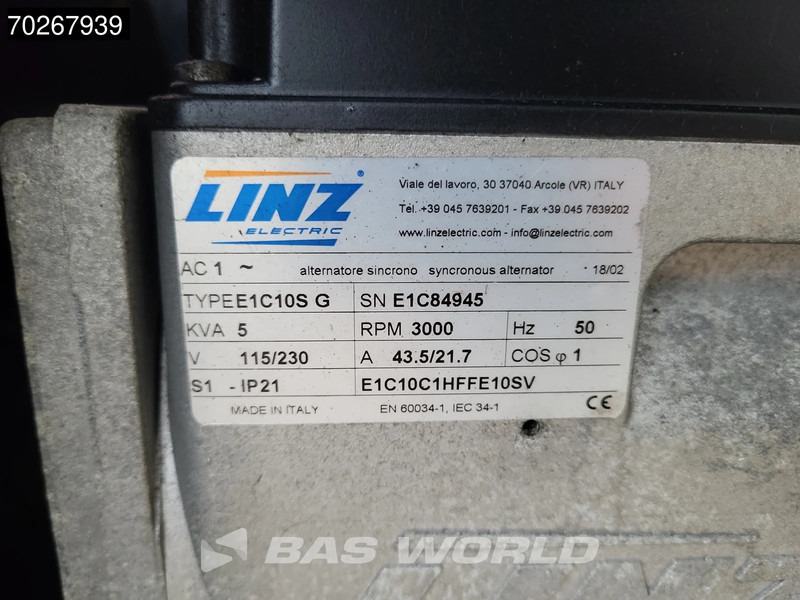 70267939
LINZ
ELECTRIC
Viale del lavoro, 30 37040 Arcole (VR) ITALY
Tel. +39 045 7639201 - Fax +39 045 7639202
www.linzelectric.com - info@linzelectric.com
AC 1 ~ alternatore sincrono syncronous alternator 18/02
TYPE E1C10S G SN E1C84945
KVA 5 RPM 3000 Hz 50
V 115/230 A 43.5/21.7 COS φ 1
S1 - IP21 E1C10C1HFFE10SV
MADE IN ITALY EN 60034-1, IEC 34-1 CE
BAS WORLD